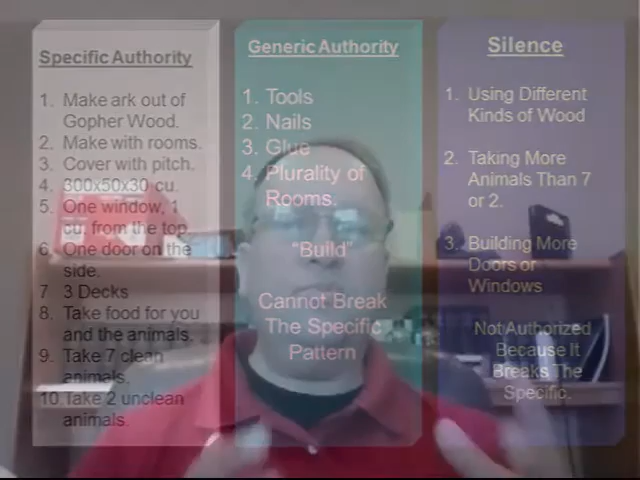 Specific Authority
1. Make ark out of
Gopher Wood.
2. Make with rooms.
3. Cover with pitch.
4. 300x50x30 cu.
5. One window, 1
cu. from the top.
6. One door on the
side.
7. 3 Decks
8. Take food for you
and the animals.
9. Take 7 clean
animals.
10. Take 2 unclean
animals.
Generic Authority
1. Tools
2. Nails
3. Glue
4. Plurality of
Rooms.
“Build”
Cannot Break
The Specific
Pattern
Silence
1. Using Different
Kinds of Wood
2. Taking More
Animals Than 7
or 2.
3. Building More
Doors or
Windows
Not Authorized
Because It
Breaks The
Specific.